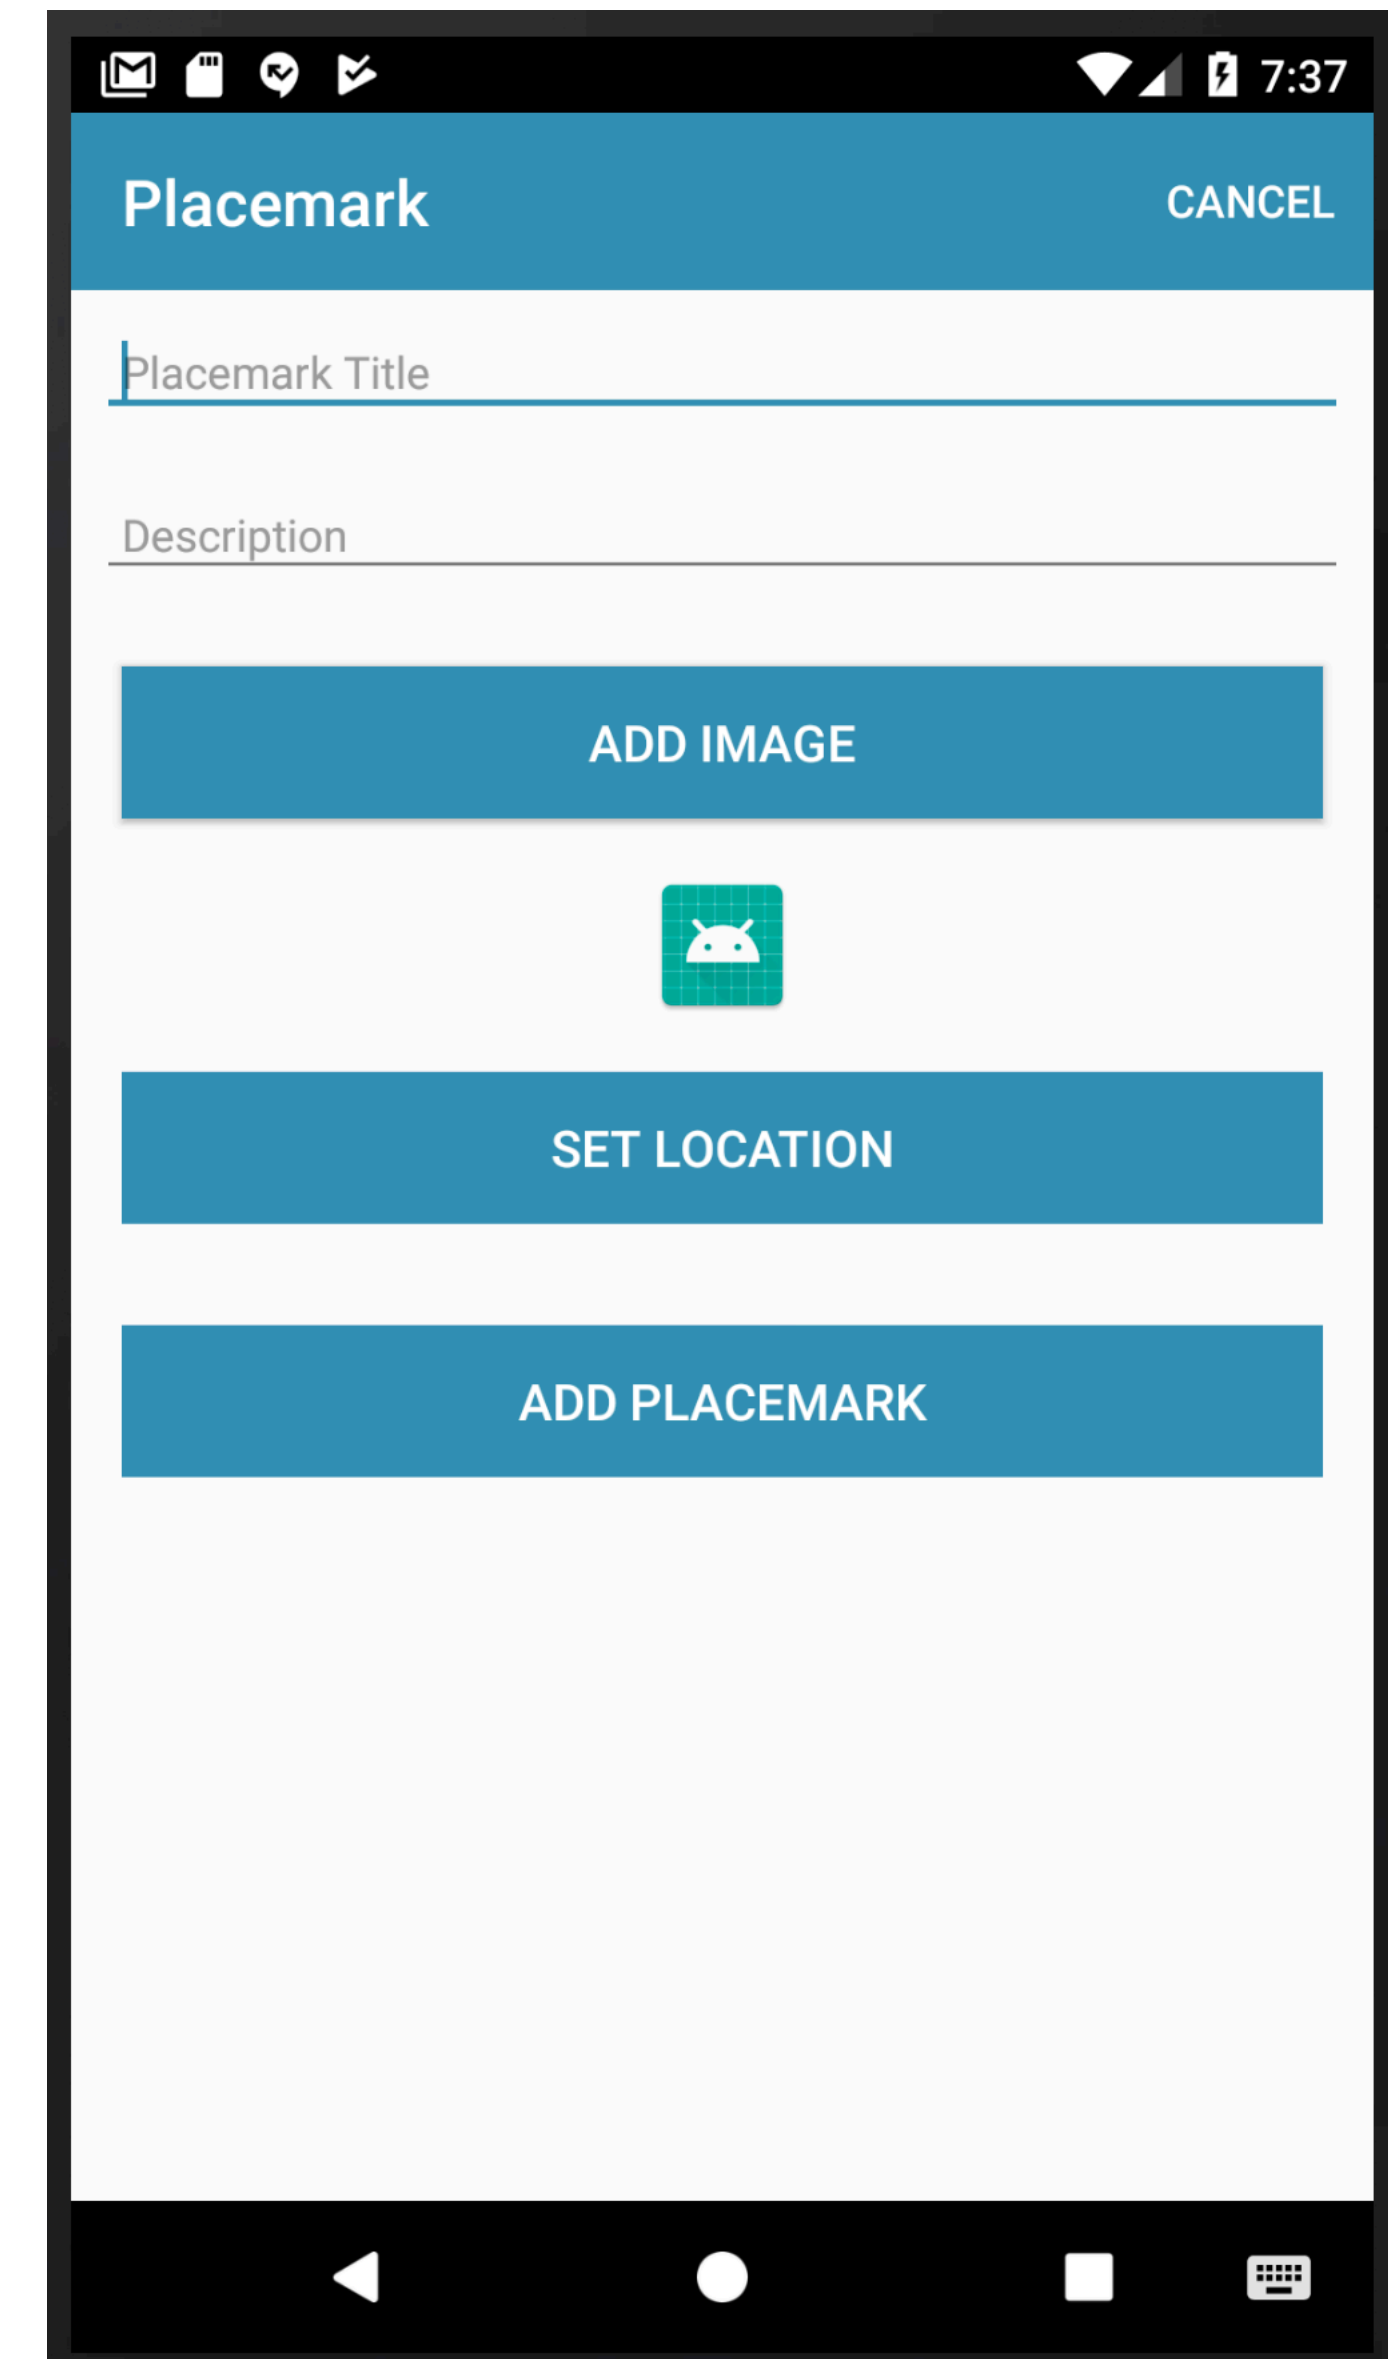 7:37
Placemark
CANCEL
Placemark Title
Description
ADD IMAGE
SET LOCATION
ADD PLACEMARK